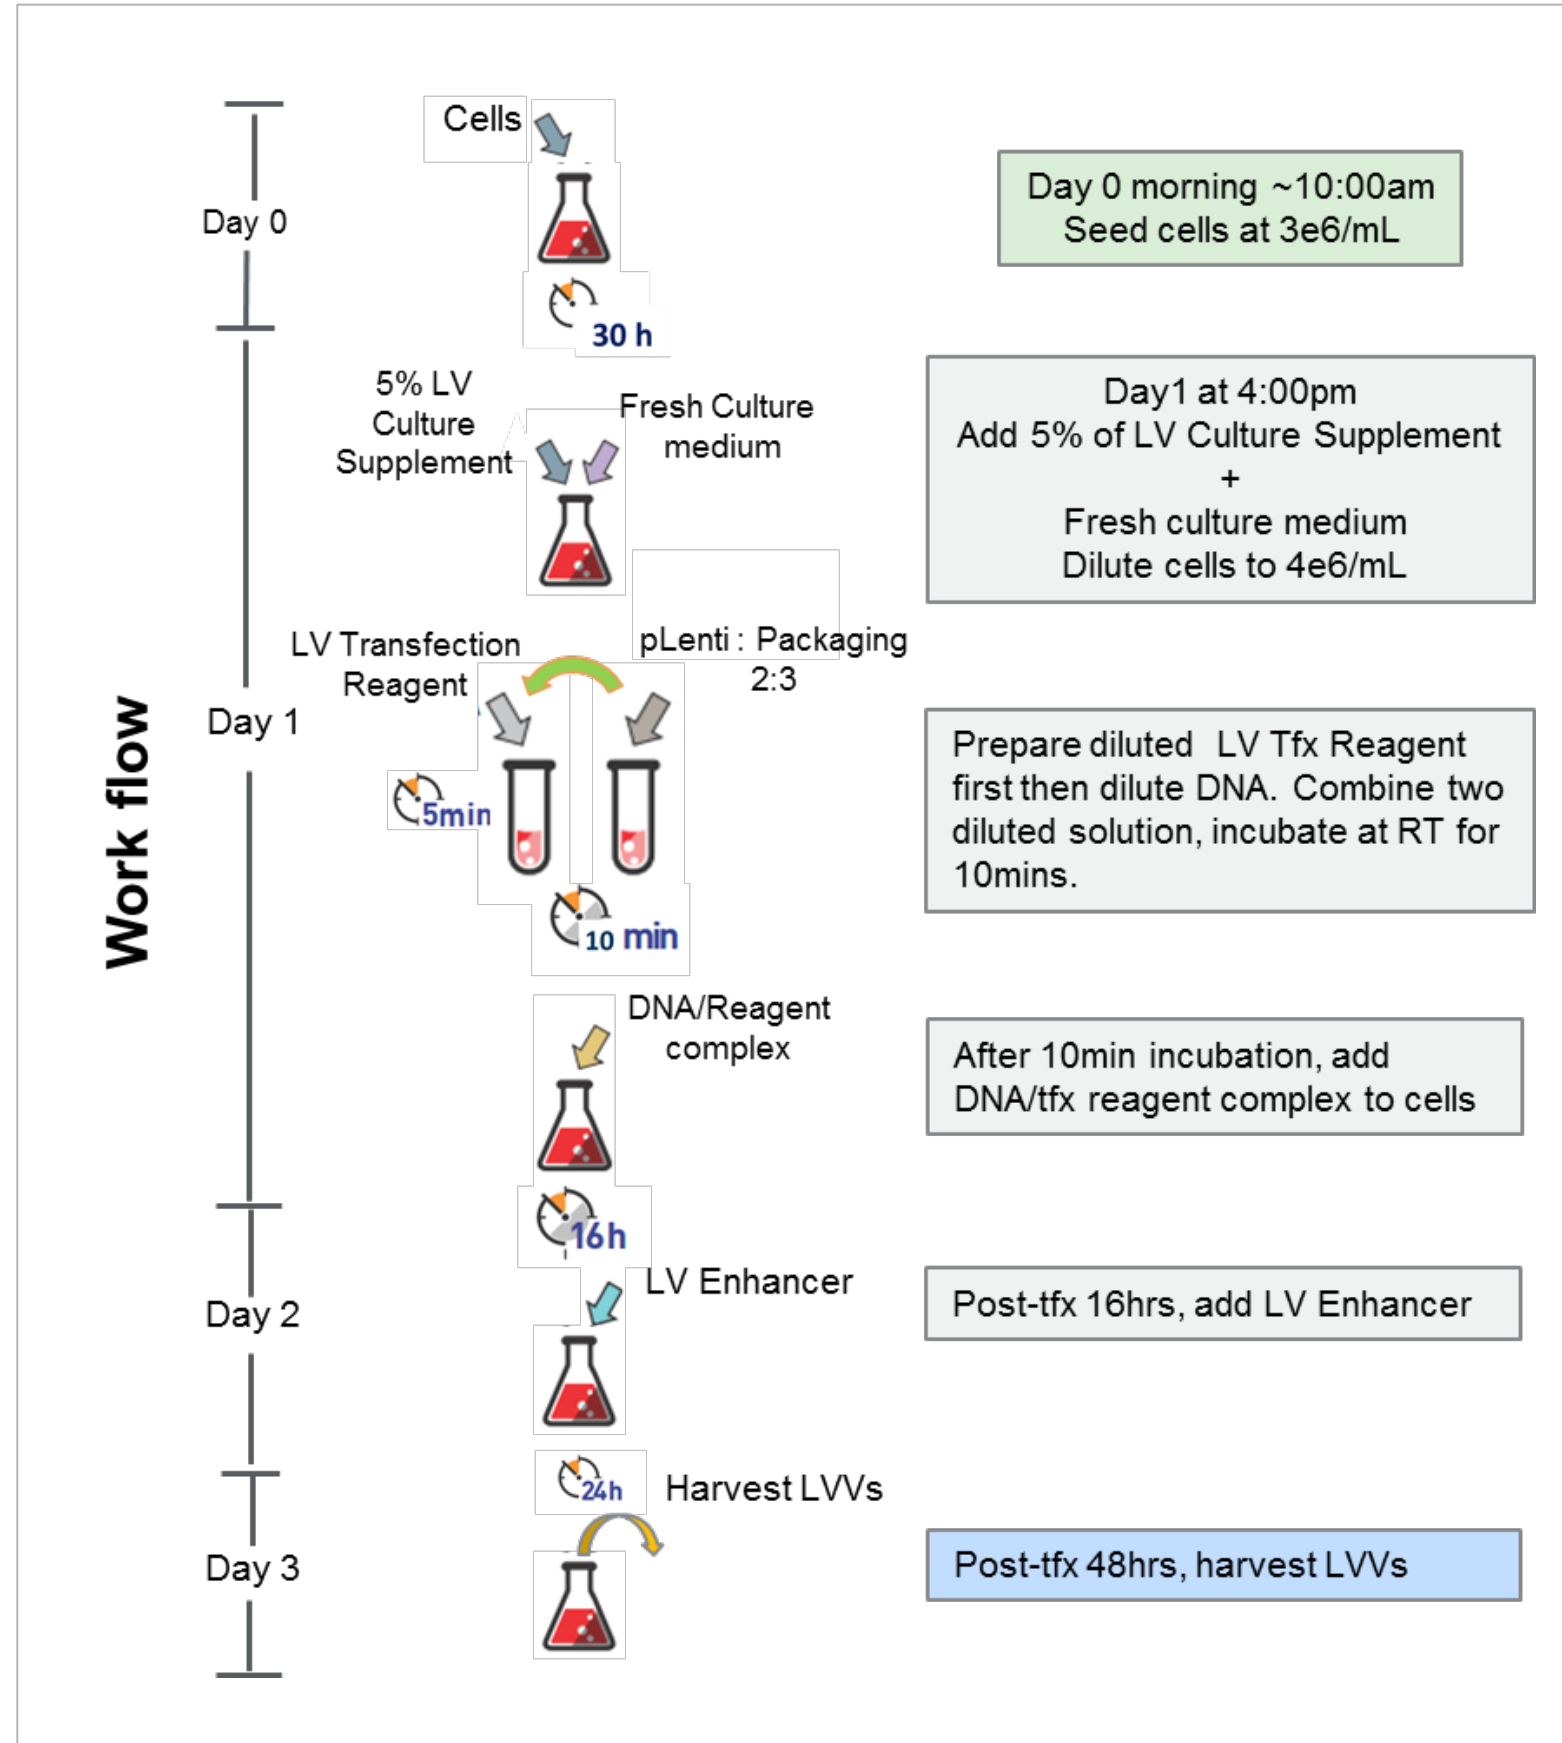 Work flow
Day 0
Cells
30 h
Day 0 morning ~10:00am
Seed cells at 3e6/mL
Day 1
5% LV
Culture
Supplement
Fresh Culture
medium
Day1 at 4:00pm
Add 5% of LV Culture Supplement
+
Fresh culture medium
Dilute cells to 4e6/mL
LV Transfection
Reagent
pLenti : Packaging
2:3
5min
10 min
Prepare diluted LV Tfx Reagent
first then dilute DNA. Combine two
diluted solution, incubate at RT for
10mins.
DNA/Reagent
complex
After 10min incubation, add
DNA/tfx reagent complex to cells
16h
Day 2
LV Enhancer
Post-tfx 16hrs, add LV Enhancer
24h
Day 3
Harvest LVVs
Post-tfx 48hrs, harvest LVVs